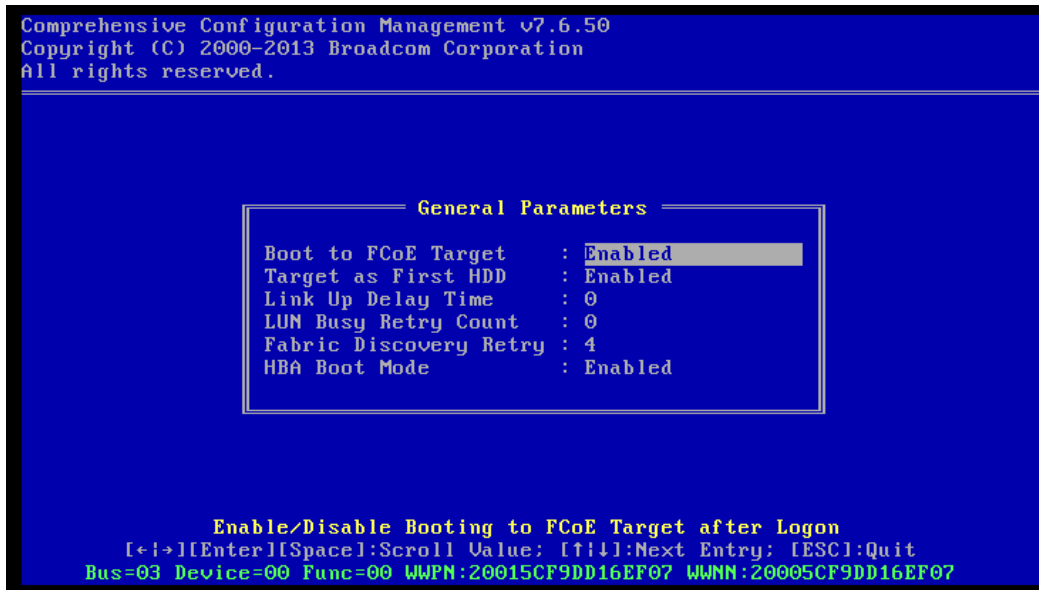 Comprehensive Configuration Management v7.6.50
Copyright (C) 2000-2013 Broadcom Corporation
All rights reserved.
General Parameters
Boot to FCoE Target : Enabled
Target as First HDD : Enabled
Link Up Delay Time : 0
LUN Busy Retry Count : 0
Fabric Discovery Retry : 4
HBA Boot Mode : Enabled
Enable/Disable Booting to FCoE Target after Logon
[←|→][Enter][Space]:Scroll Value; [↑|↓]:Next Entry; [ESC]:Quit
Bus=03 Device=00 Func=00 WWPN:20015CF9DD16EF07 WWNN:20005CF9DD16EF07